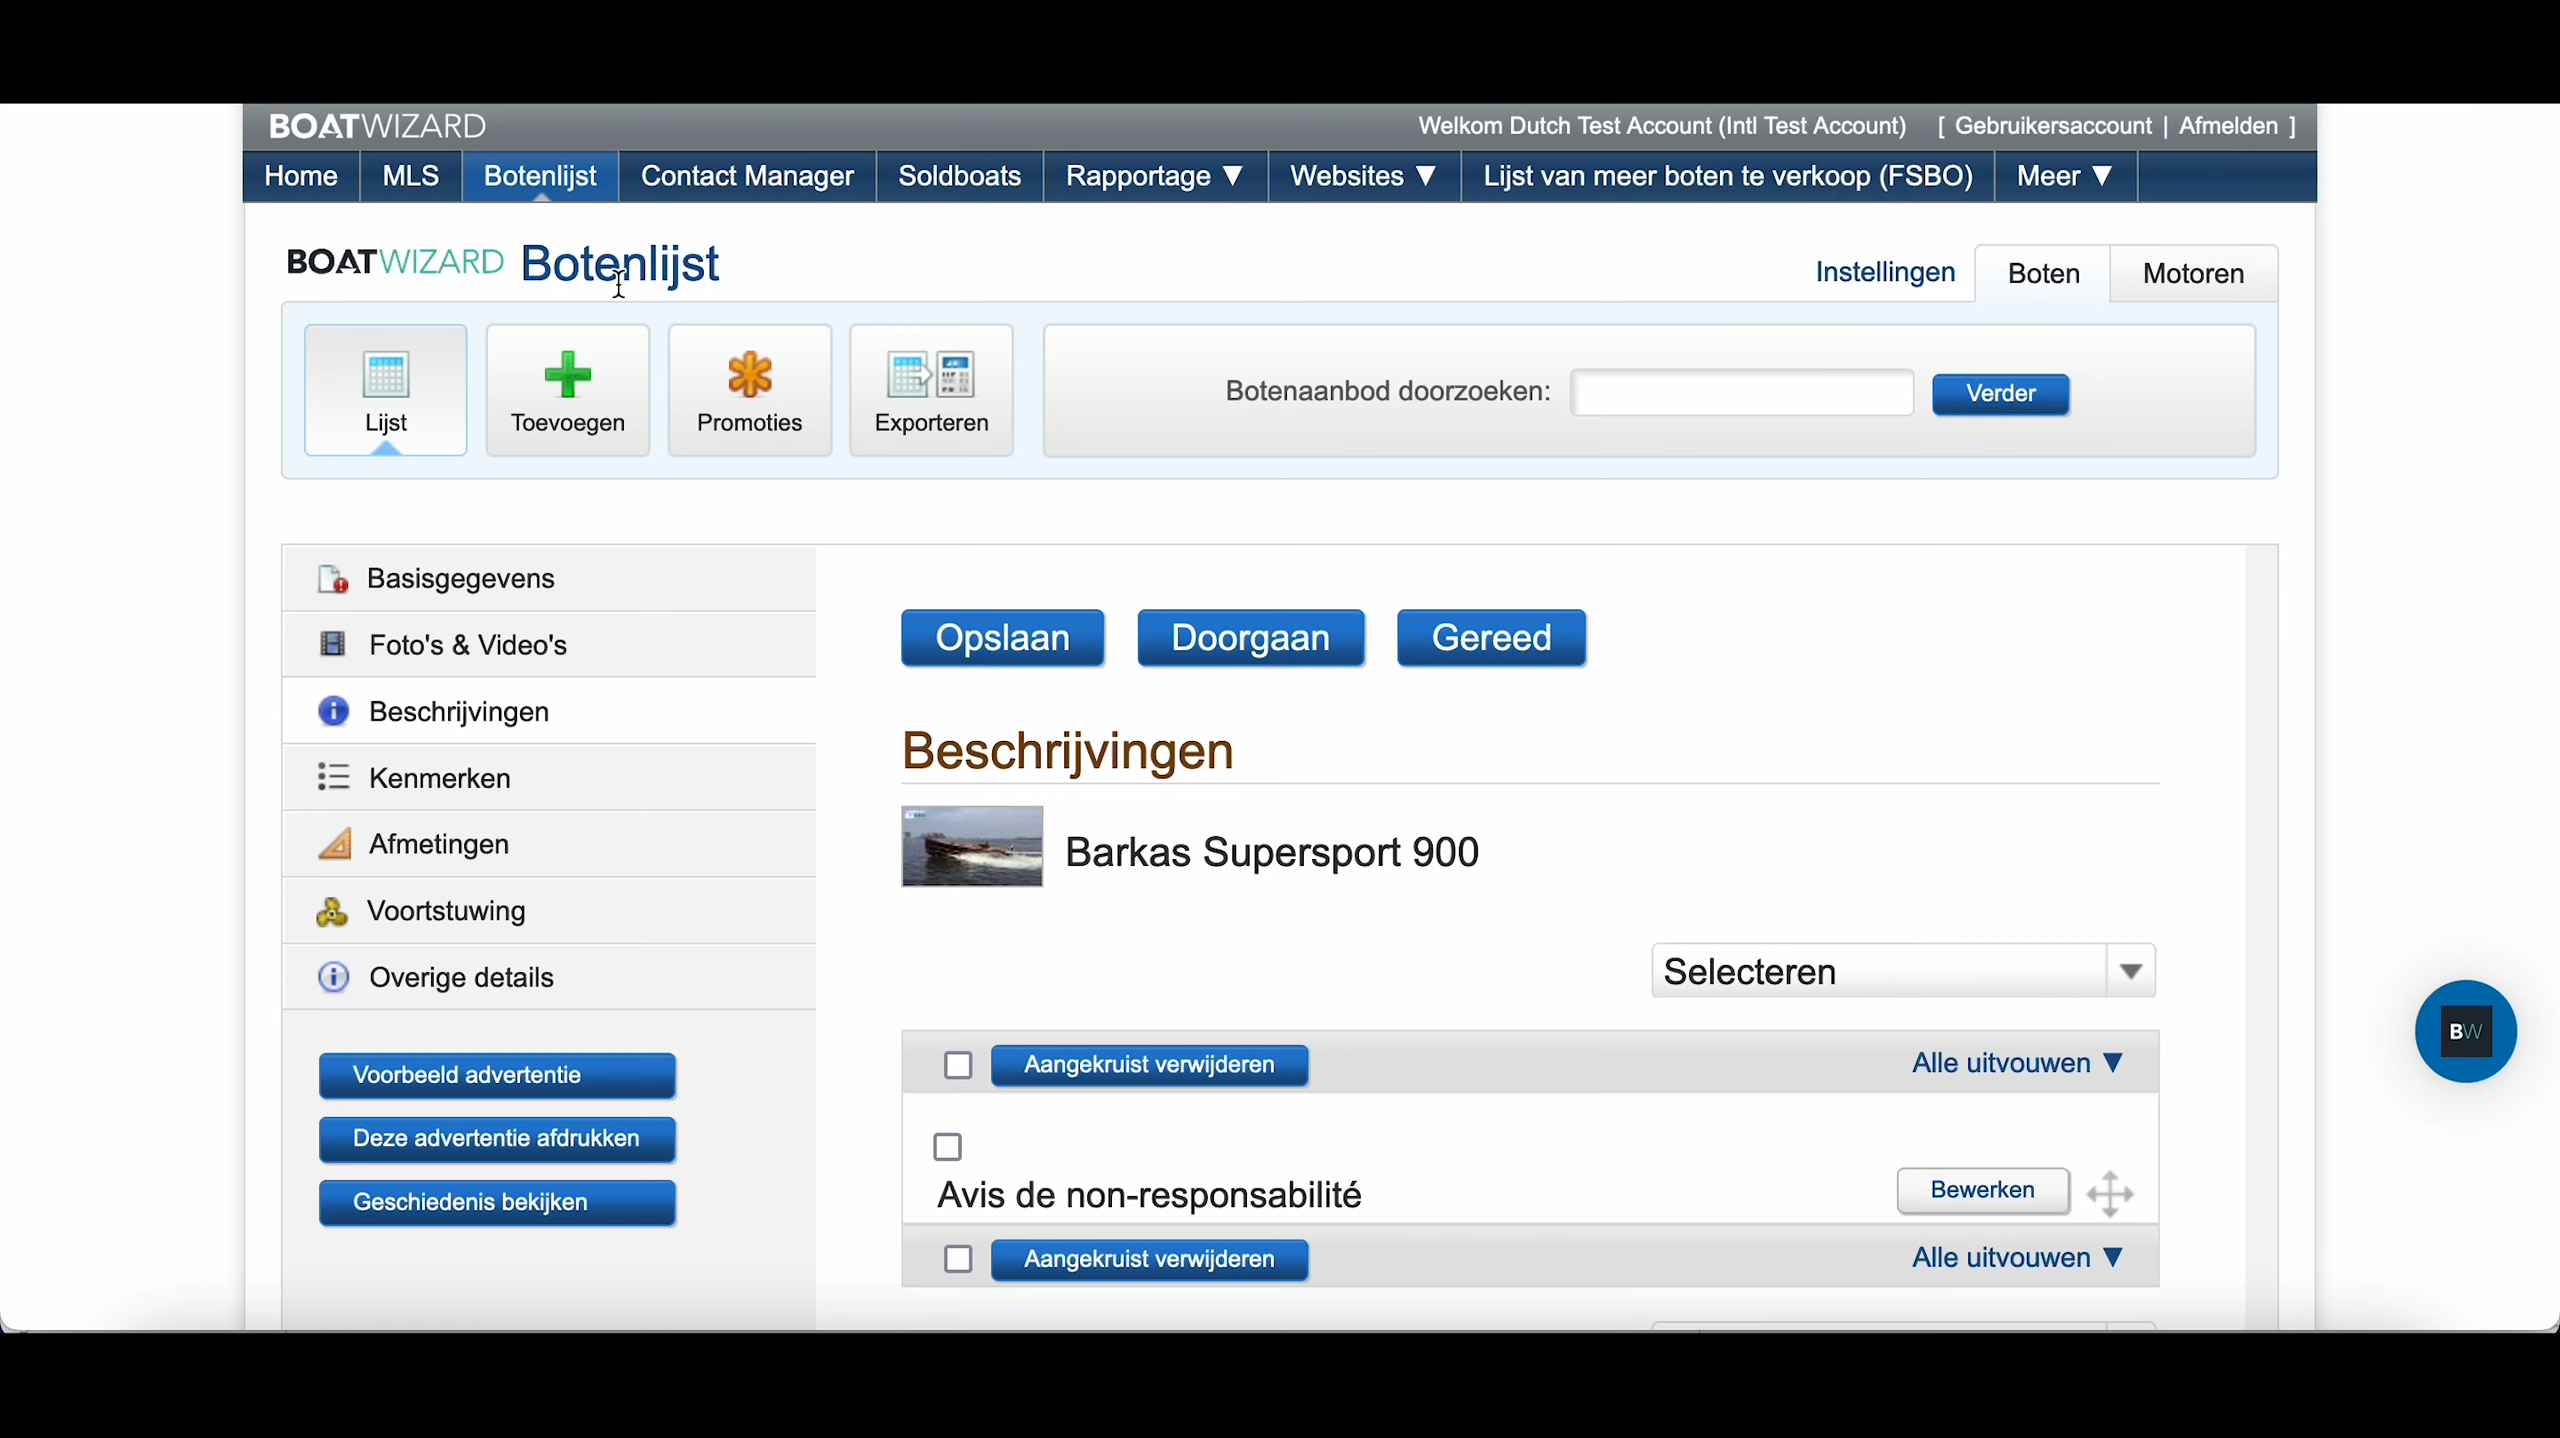 BOATWIZARD
Welkom Dutch Test Account (Intl Test Account) [ Gebruikersaccount | Afmelden ]
Home MLS Botenlijst Contact Manager Soldboats Rapportage ▼ Websites ▼ Lijst van meer boten te verkoop (FSBO) Meer ▼
BOATWIZARD Botenlijst
Instellingen Boten Motoren
Lijst Toevoegen Promoties Exporteren
Botenaanbod doorzoeken: Verder
Basisgegevens
Foto's & Video's
Beschrijvingen
Kenmerken
Afmetingen
Voortstuwing
Overige details
Voorbeeld advertentie
Deze advertentie afdrukken
Geschiedenis bekijken
Opslaan Doorgaan Gereed
Beschrijvingen
Barkas Supersport 900
Selecteren
Aangekruist verwijderen Alle uitvouwen ▼
Avis de non-responsabilité Bewerken
Aangekruist verwijderen Alle uitvouwen ▼
BW